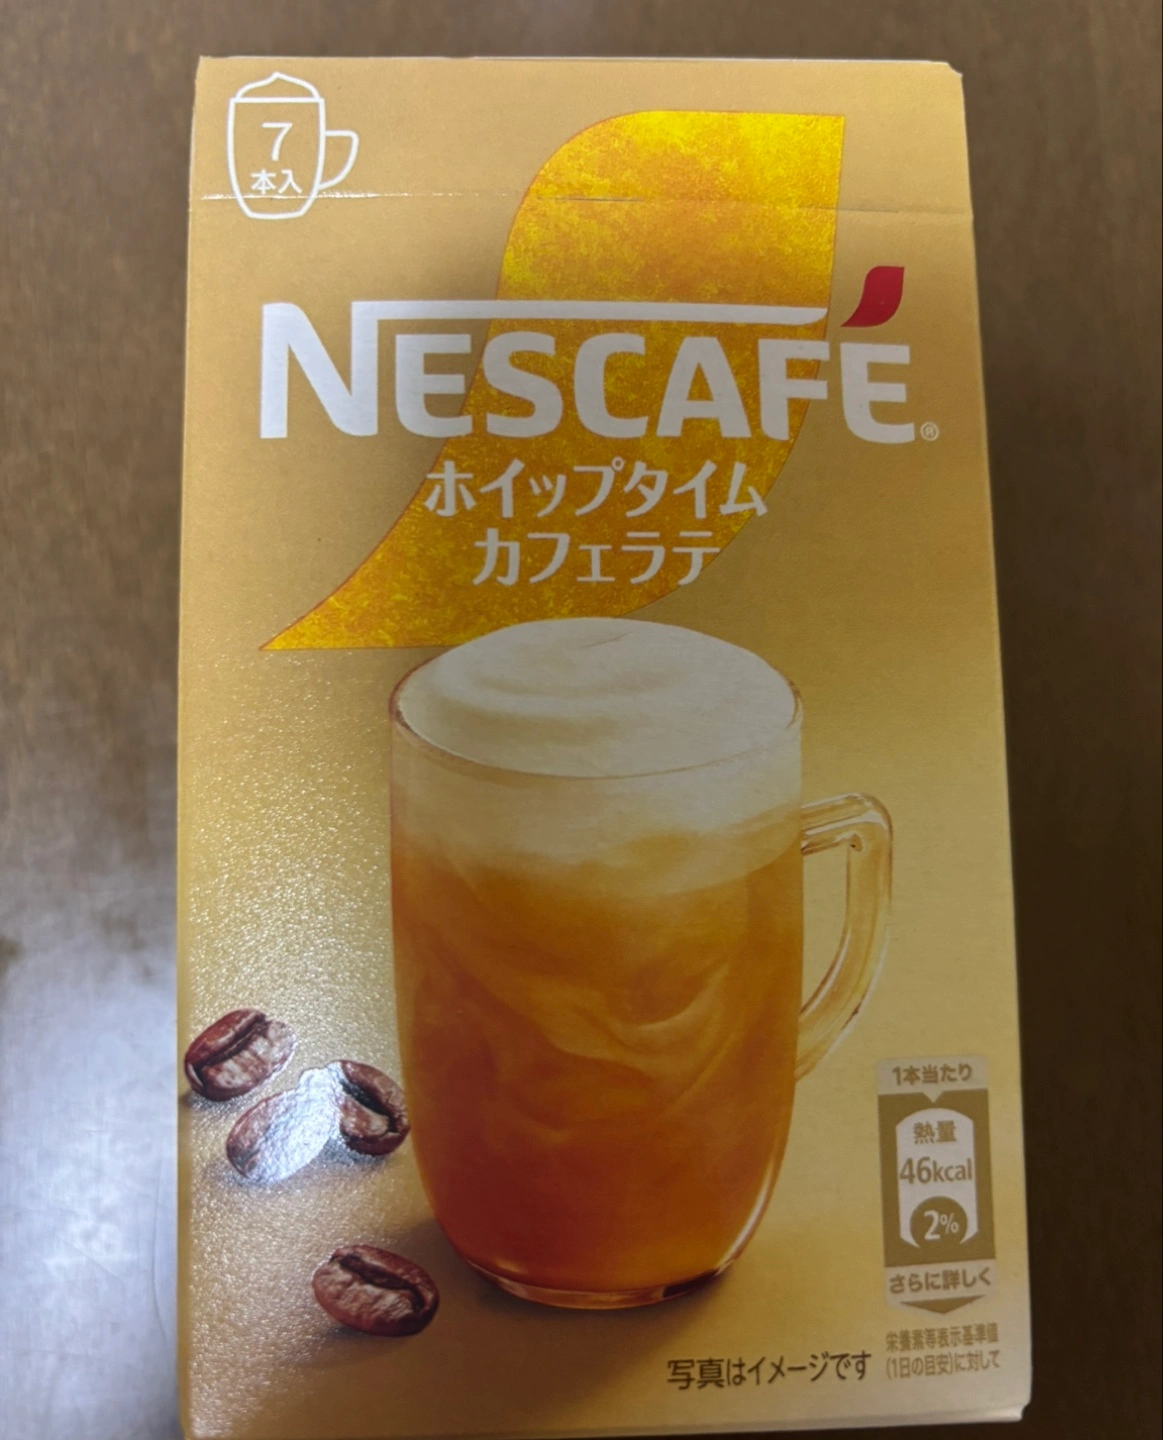 7
本入
NESCAFÉ®
ホイップタイム
カフェラテ
1本当たり
熱量
46kcal
2%
さらに詳しく
栄養素等表示基準値
(1日の目安)に対して
写真はイメージです